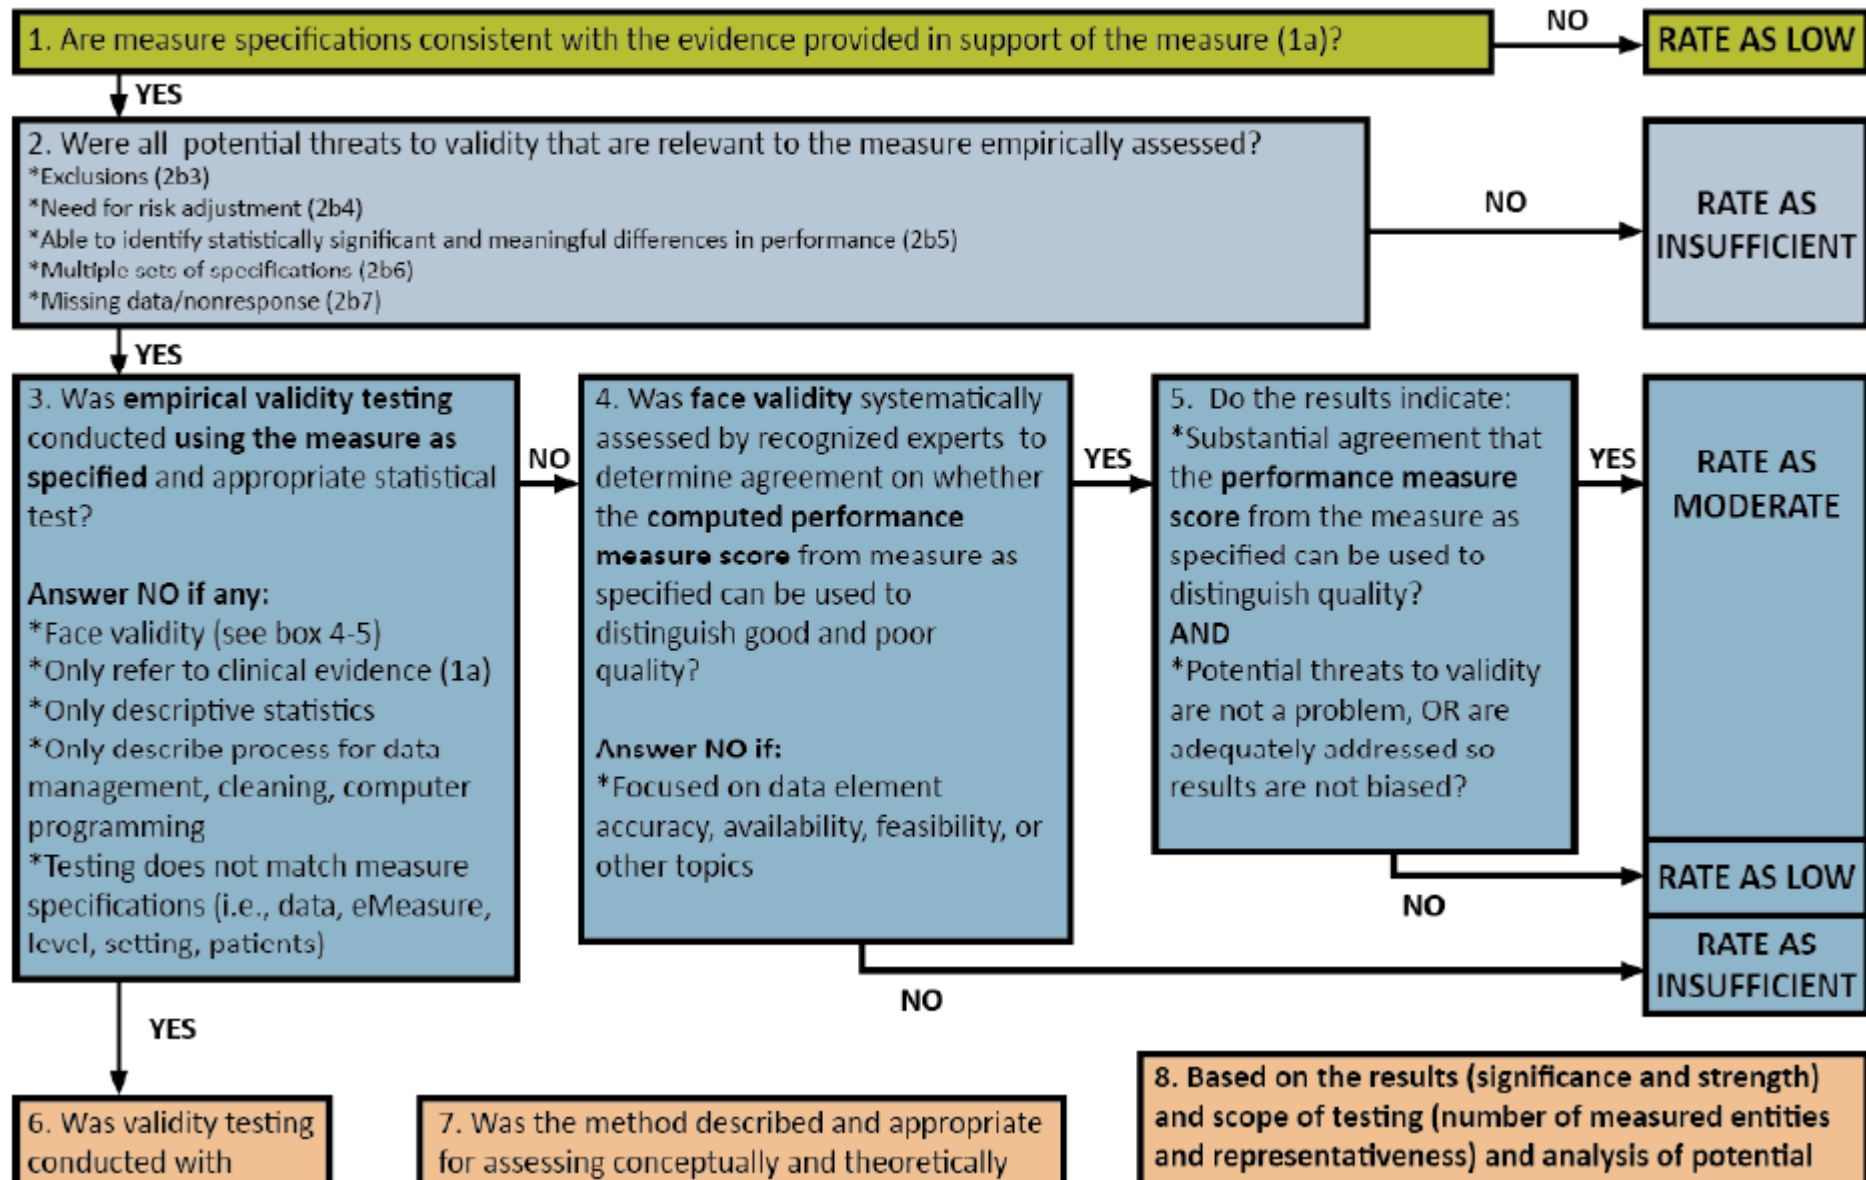 1. Are measure specifications consistent with the evidence provided in support of the measure (1a)?
NO
RATE AS LOW
YES
2. Were all potential threats to validity that are relevant to the measure empirically assessed?
*Exclusions (2b3)
*Need for risk adjustment (2b4)
*Able to identify statistically significant and meaningful differences in performance (2b5)
*Multiple sets of specifications (2b6)
*Missing data/nonresponse (2b7)
NO
RATE AS
INSUFFICIENT
YES
3. Was empirical validity testing
conducted using the measure as
specified and appropriate statistical
test?
Answer NO if any:
*Face validity (see box 4-5)
*Only refer to clinical evidence (1a)
*Only descriptive statistics
*Only describe process for data
management, cleaning, computer
programming
*Testing does not match measure
specifications (i.e., data, eMeasure,
level, setting, patients)
NO
4. Was face validity systematically
assessed by recognized experts to
determine agreement on whether
the computed performance
measure score from measure as
specified can be used to
distinguish good and poor
quality?
Answer NO if:
*Focused on data element
accuracy, availability, feasibility, or
other topics
YES
5. Do the results indicate:
*Substantial agreement that
the performance measure
score from the measure as
specified can be used to
distinguish quality?
AND
*Potential threats to validity
are not a problem, OR are
adequately addressed so
results are not biased?
YES
RATE AS
MODERATE
NO
RATE AS LOW
NO
RATE AS
INSUFFICIENT
YES
6. Was validity testing
conducted with
7. Was the method described and appropriate
for assessing conceptually and theoretically
8. Based on the results (significance and strength)
and scope of testing (number of measured entities
and representativeness) and analysis of potential